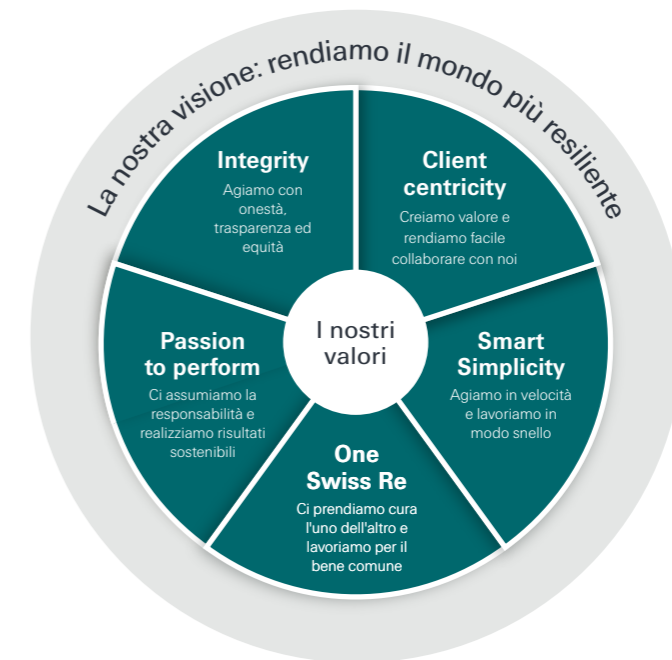 La nostra visione: rendiamo il mondo più resiliente
Integrity
Agiamo con
onestà,
trasparenza ed
equità
Client
centricity
Creiamo valore e
rendiamo facile
collaborare con noi
I nostri
valori
Passion
to perform
Ci assumiamo la
responsabilità e
realizziamo risultati
sostenibili
Smart
Simplicity
Agiamo in velocità
e lavoriamo in
modo snello
One
Swiss Re
Ci prendiamo cura
l'uno dell'altro e
lavoriamo per il
bene comune